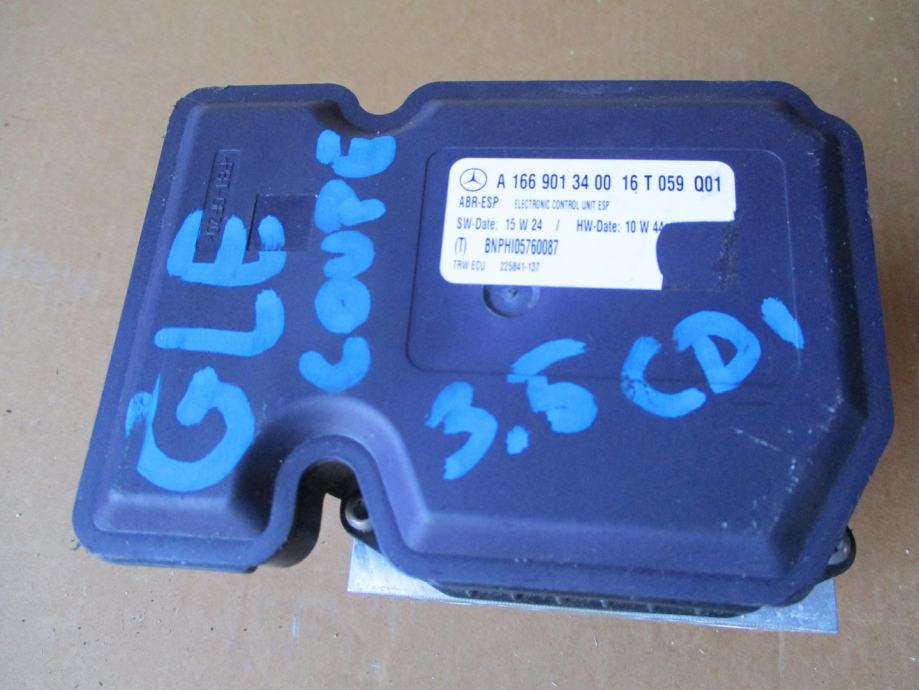 A 166 901 34 00 16 T 059 Q01
ABR-ESP ELECTRONIC CONTROL UNIT ESP
SW-Date: 15 W 24 / HW-Date: 10 W 44
(T) BNPHI05760087
TRW ECU 225841-137
GLE
COUPE
3.5 CDI